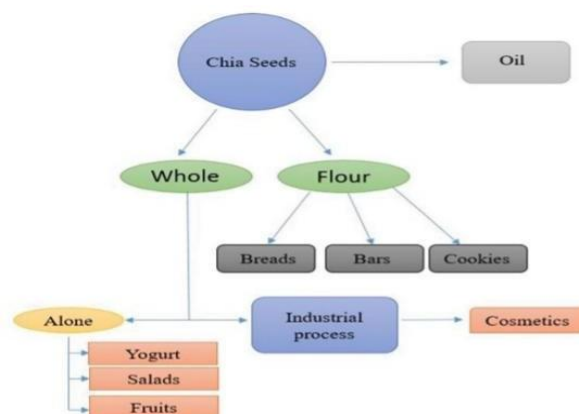 Chia Seeds
Oil
Whole
Flour
Breads
Bars
Cookies
Alone
Industrial
process
Cosmetics
Yogurt
Salads
Fruits